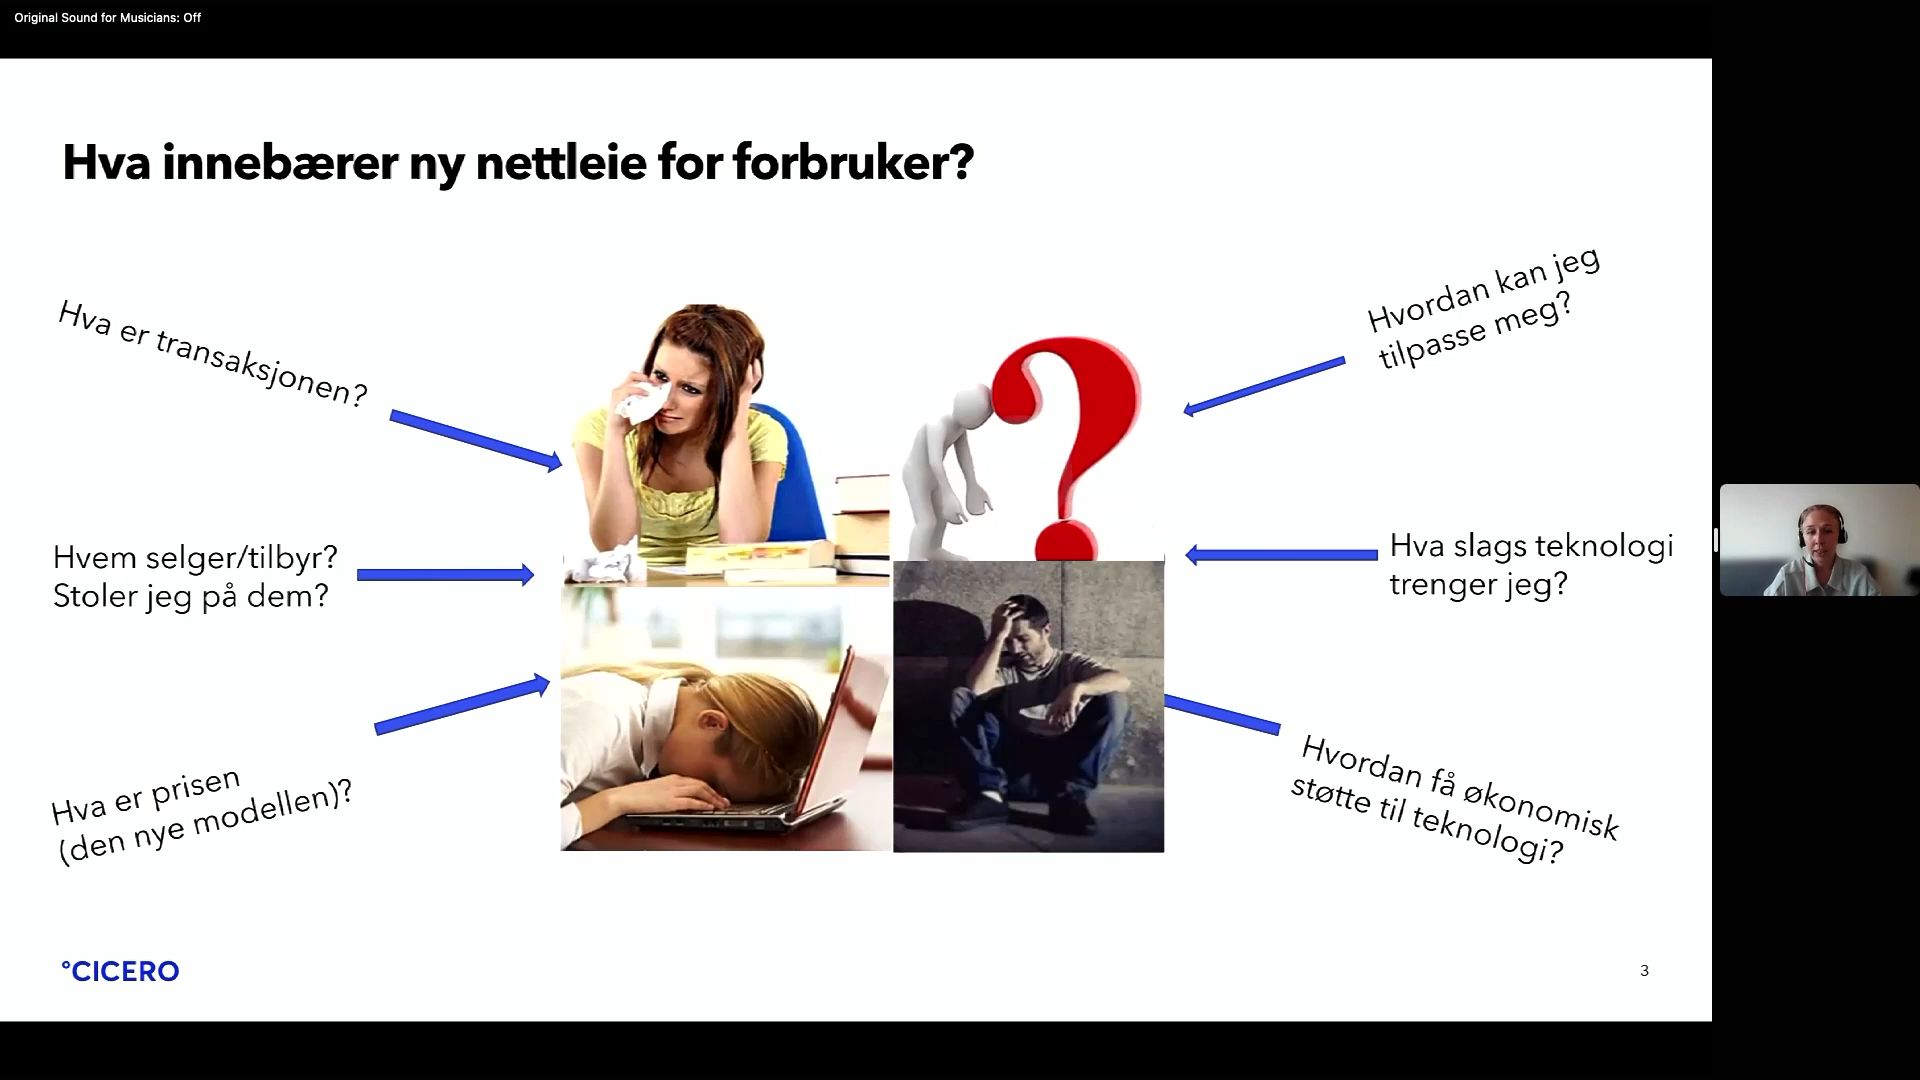 Original Sound for Musicians: Off
Hva innebærer ny nettleie for forbruker?
Hva er transaksjonen?
Hvem selger/tilbyr?
Stoler jeg på dem?
Hva er prisen
(den nye modellen)?
Hvordan kan jeg
tilpasse meg?
Hva slags teknologi
trenger jeg?
Hvordan få økonomisk
støtte til teknologi?
°CICERO
3